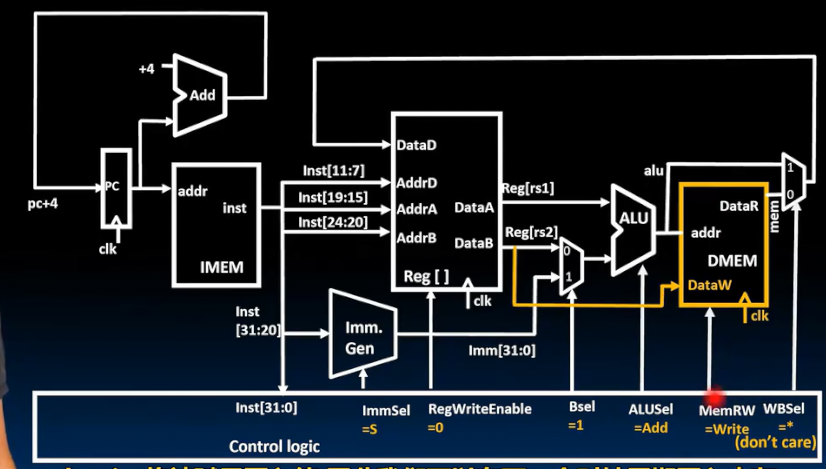 +4
Add
DataD
Inst[11:7]
alu
1
PC
addr
AddrD
Reg[rs1]
ALU
0
Inst[19:15]
AddrA
DataA
mem
DataR
pc+4
inst
Inst[24:20]
Reg[rs2]
addr
AddrB
DataB
0
DMEM
clk
IMEM
Reg [ ]
1
DataW
clk
clk
Inst
[31:20]
Imm.
Gen
Imm[31:0]
Inst[31:0]
ImmSel
=S
RegWriteEnable
=0
Bsel
=1
ALUSel
=Add
MemRW
=Write
WBSel
=*
(don't care)
Control logic